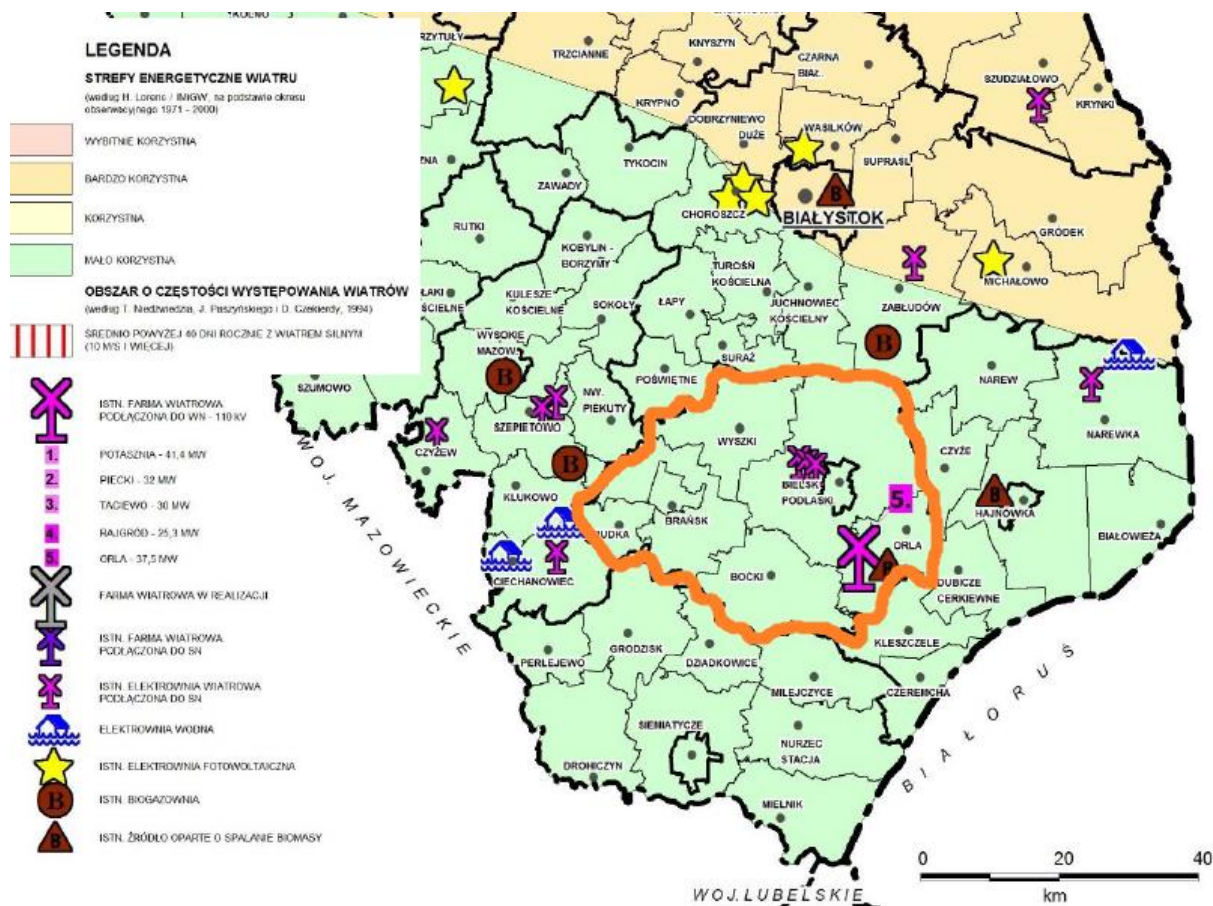 LEGENDA
STREFY ENERGETYCZNE WIATRU
(według H. Lorenc / IMiGW, na podstawie okresu
obserwacyjnego 1971 - 2000)
WYBITNIE KORZYSTNA
BARDZO KORZYSTNA
KORZYSTNA
MAŁO KORZYSTNA
OBSZAR O CZĘSTOŚCI WYSTĘPOWANIA WIATRÓW
(według T. Niedźwiedzia, J. Paszyńskiego i D. Czekierdy, 1994)
ŚREDNIO POWYŻEJ 40 DNI ROCZNIE Z WIATREM SILNYM
(10 M/S I WIĘCEJ)
ISTN. FARMA WIATROWA
PODŁĄCZONA DO WN - 110 kV
1. POTASZNIA - 41,4 MW
2. PIECKI - 32 MW
3. TACIEWO - 30 MW
4. RAJGRÓD - 25,3 MW
5. ORLA - 37,5 MW
FARMA WIATROWA W REALIZACJI
ISTN. FARMA WIATROWA
PODŁĄCZONA DO SN
ISTN. ELEKTROWNIA WIATROWA
PODŁĄCZONA DO SN
ELEKTROWNIA WODNA
ISTN. ELEKTROWNIA FOTOWOLTAICZNA
B ISTN. BIOGAZOWNIA
B ISTN. ŹRÓDŁO OPARTE O SPALANIE BIOMASY
TRZCIANNE
KNYSZYN
CZARNA
BIAŁ.
SZUDZIAŁOWO
KRYNKI
KRYPNO
DOBRZYNIEWO
DUŻE
WASILKÓW
SUPRAŚL
TYKOCIN
ZAWADY
CHOROSZCZ
BIAŁYSTOK
B
GRÓDEK
RUTKI
KOBYLIN-
BORZYMY
TUROŚŃ
KOŚCIELNA
MICHAŁOWO
KULESZE
KOŚCIELNE
SOKOŁY
ŁAPY
JUCHNOWIEC
KOŚCIELNY
ZABŁUDÓW
WYSOKIE
MAZOW.
B
SURAŻ
B
SZUMOWO
POŚWIĘTNE
NAREW
NW.
PIEKUTY
SZEPIETOWO
CZYŻEW
WYSZKI
NAREWKA
CZYŻE
B
BIELSK
PODLASKI
KLUKOWO
BRAŃSK
5.
B
HAJNÓWKA
BIAŁOWIEŻA
RUDKA
ORLA
CIECHANOWIEC
BOĆKI
B
DUBICZE
CERKIEWNE
KLESZCZELE
PERLEJEWO
GRODZISK
DZIADKOWICE
MILEJCZYCE
CZEREMCHA
SIEMIATYCZE
NURZEC
STACJA
DROHICZYN
MIELNIK
WOJ. MAZOWIECKIE
BIAŁORUŚ
WOJ. LUBELSKIE
0 20 40
km